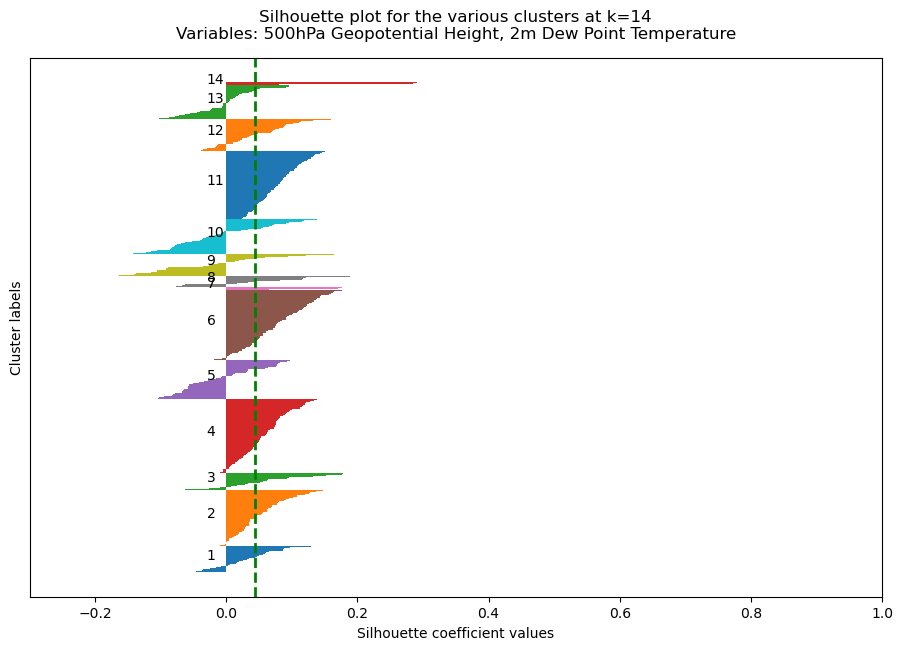 Silhouette plot for the various clusters at k=14
Variables: 500hPa Geopotential Height, 2m Dew Point Temperature
14
13
12
11
10
9
8
7
6
5
4
3
2
1
Cluster labels
−0.2 0.0 0.2 0.4 0.6 0.8 1.0
Silhouette coefficient values